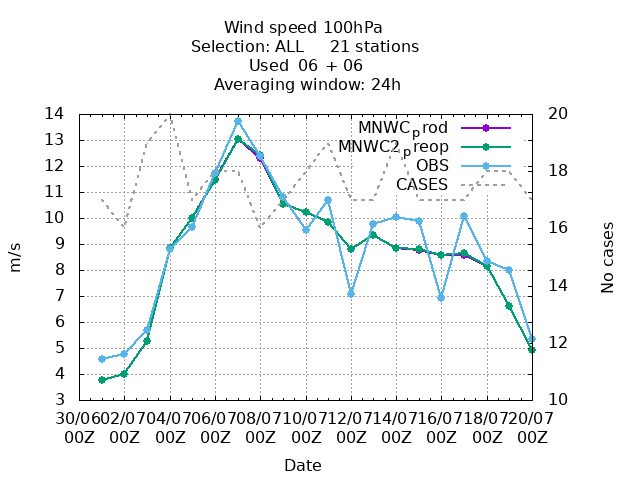 Wind speed 100hPa
Selection: ALL     21 stations
Used  06 + 06
Averaging window: 24h
14 20
13
12 18
11
10 16
9
8
7 14
6
5 12
4
3 10
m/s
No cases
MNWCprod
MNWC2preop
OBS
CASES
30/06 02/07 04/07 06/07 08/07 10/07 12/07 14/07 16/07 18/07 20/07
00Z 00Z 00Z 00Z 00Z 00Z 00Z 00Z 00Z 00Z 00Z
Date